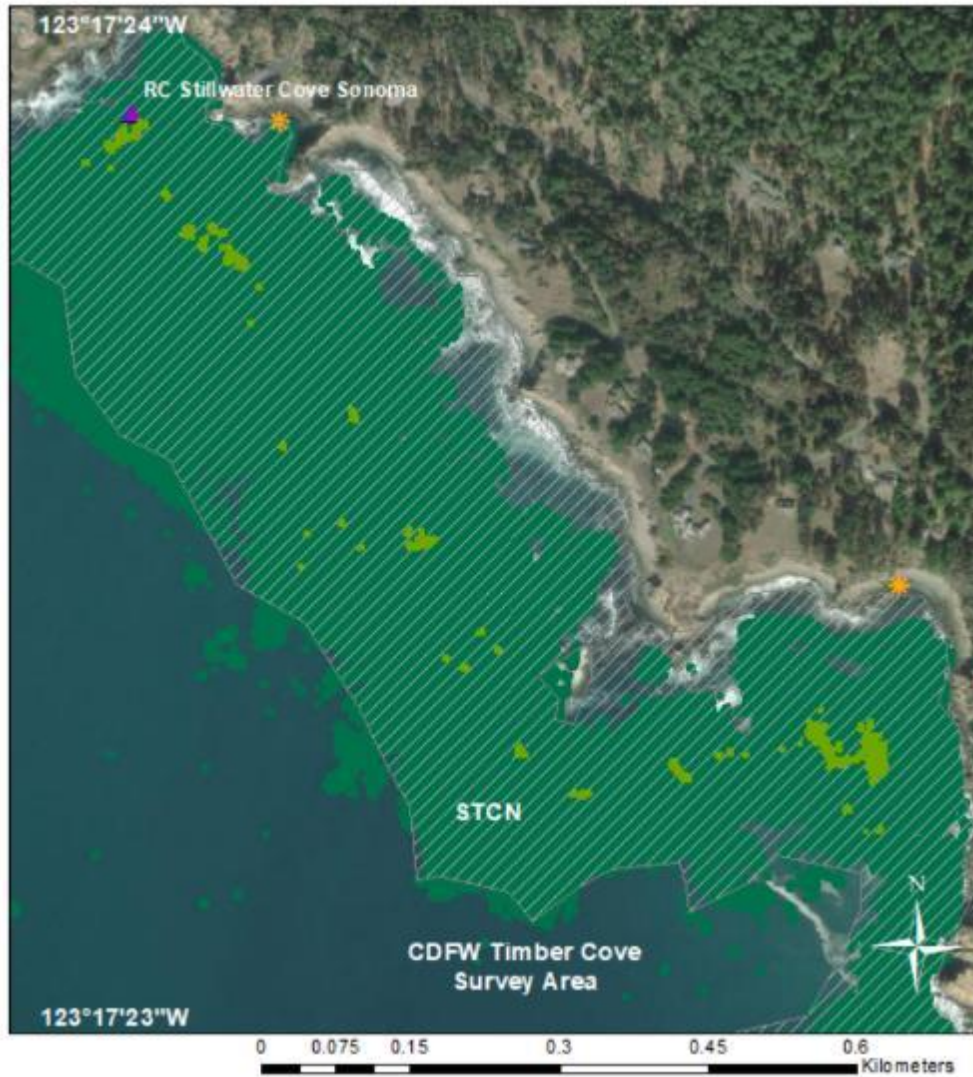 123°17'24"W
RC Stillwater Cove Sonoma
STCN
N
CDFW Timber Cove
Survey Area
123°17'23"W
0 0.075 0.15 0.3 0.45 0.6
Kilometers